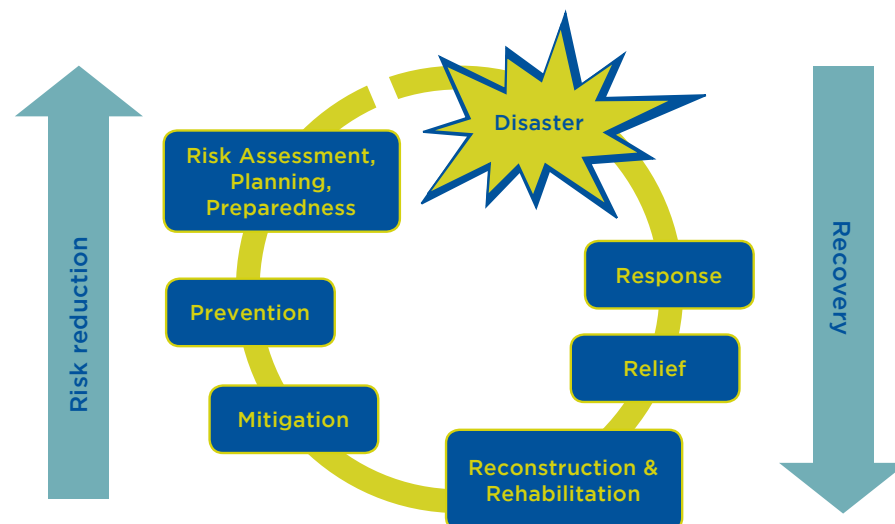 Disaster
Risk Assessment,
Planning,
Preparedness
Prevention
Mitigation
Response
Relief
Reconstruction &
Rehabilitation
Risk reduction
Recovery